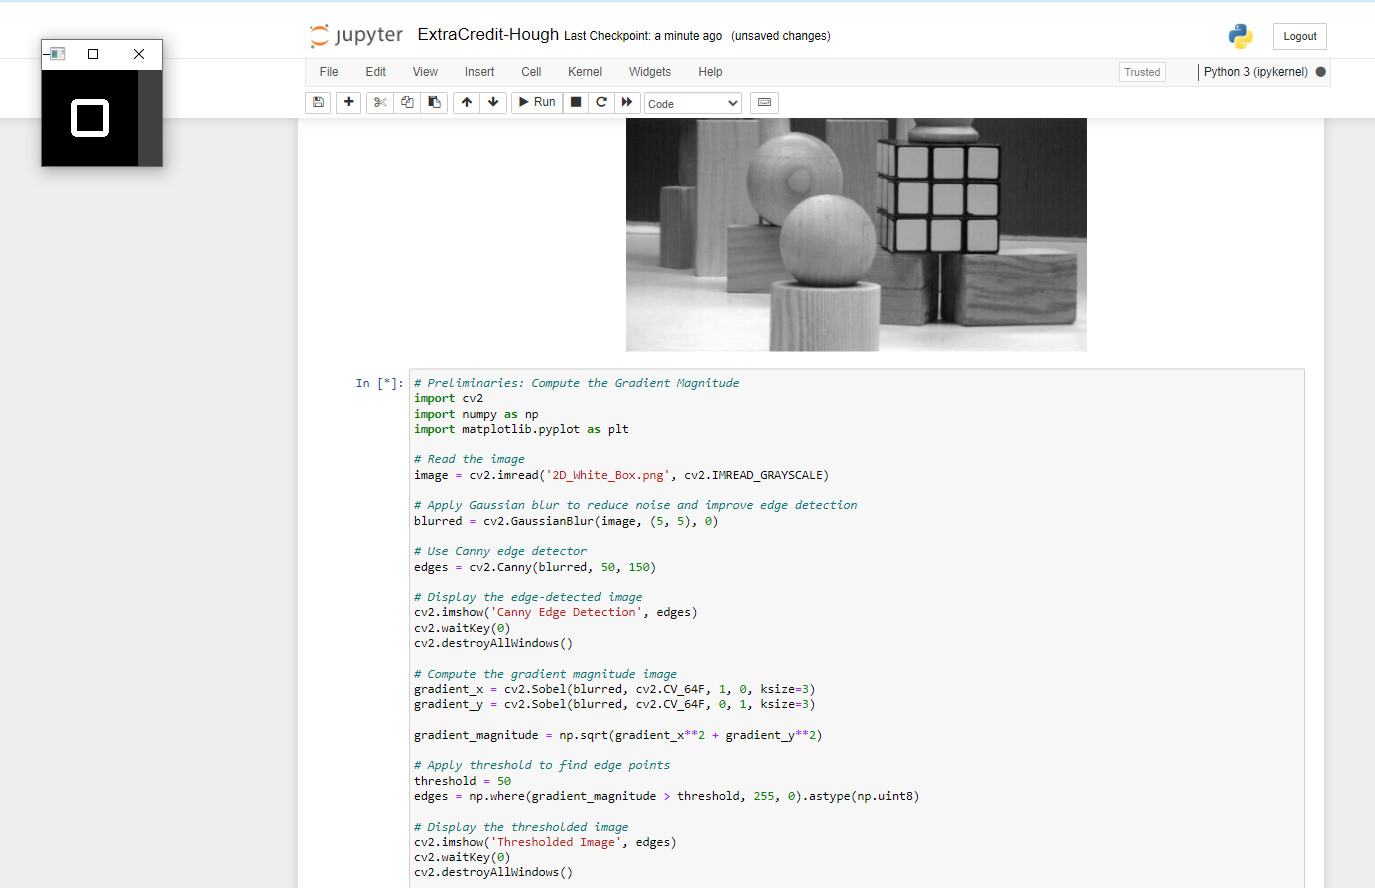 jupyter ExtraCredit-Hough Last Checkpoint: a minute ago (unsaved changes)
Logout
File Edit View Insert Cell Kernel Widgets Help
Trusted
Python 3 (ipykernel)
Run
Code
In [*]:
# Preliminaries: Compute the Gradient Magnitude
import cv2
import numpy as np
import matplotlib.pyplot as plt
# Read the image
image = cv2.imread('2D_White_Box.png', cv2.IMREAD_GRAYSCALE)
# Apply Gaussian blur to reduce noise and improve edge detection
blurred = cv2.GaussianBlur(image, (5, 5), 0)
# Use Canny edge detector
edges = cv2.Canny(blurred, 50, 150)
# Display the edge-detected image
cv2.imshow('Canny Edge Detection', edges)
cv2.waitKey(0)
cv2.destroyAllWindows()
# Compute the gradient magnitude image
gradient_x = cv2.Sobel(blurred, cv2.CV_64F, 1, 0, ksize=3)
gradient_y = cv2.Sobel(blurred, cv2.CV_64F, 0, 1, ksize=3)
gradient_magnitude = np.sqrt(gradient_x**2 + gradient_y**2)
# Apply threshold to find edge points
threshold = 50
edges = np.where(gradient_magnitude > threshold, 255, 0).astype(np.uint8)
# Display the thresholded image
cv2.imshow('Thresholded Image', edges)
cv2.waitKey(0)
cv2.destroyAllWindows()